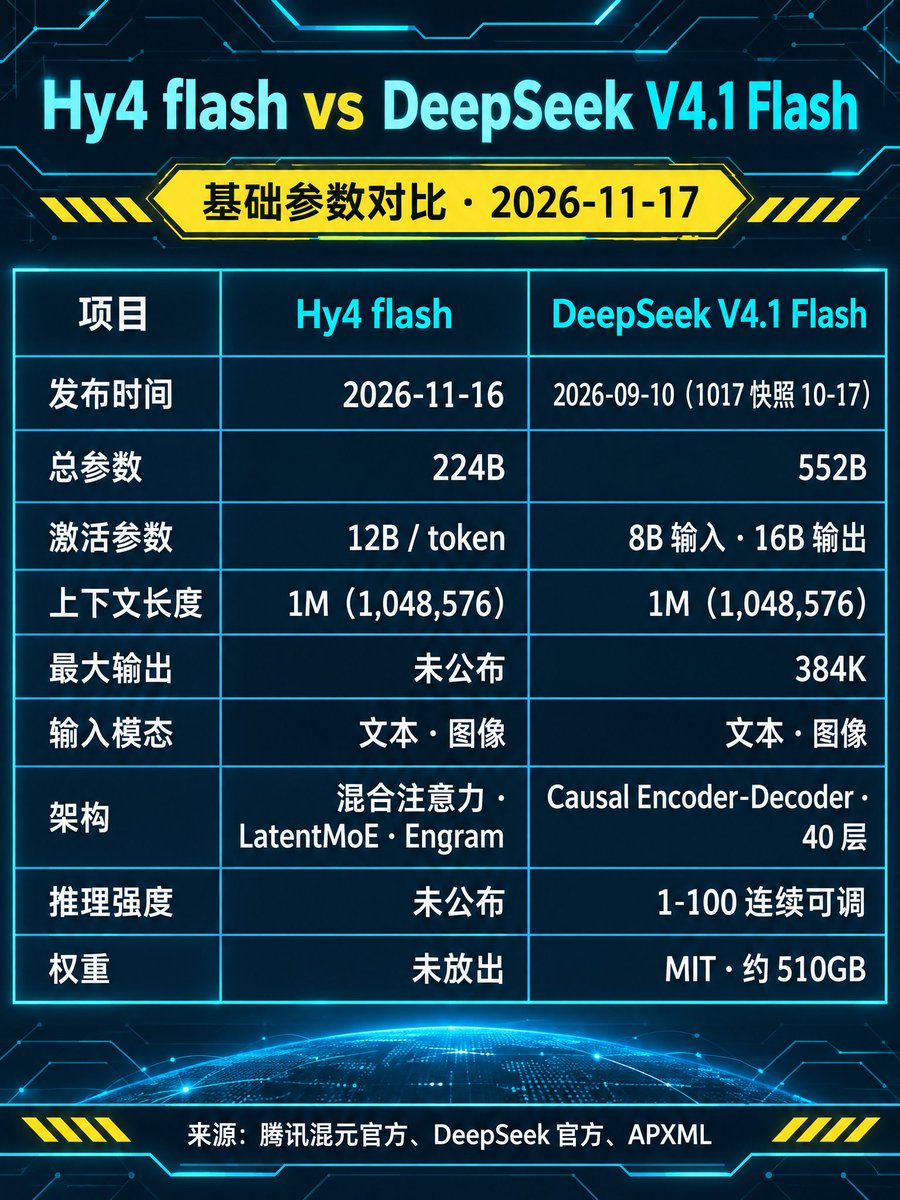 Hy4 flash vs DeepSeek V4.1 Flash
基础参数对比 · 2026-11-17
项目
Hy4 flash
DeepSeek V4.1 Flash
发布时间
2026-11-16
2026-09-10（1017 快照 10-17）
总参数
224B
552B
激活参数
12B / token
8B 输入 · 16B 输出
上下文长度
1M（1,048,576）
1M（1,048,576）
最大输出
未公布
384K
输入模态
文本 · 图像
文本 · 图像
架构
混合注意力 ·
LatentMoE · Engram
Causal Encoder-Decoder ·
40 层
推理强度
未公布
1-100 连续可调
权重
未放出
MIT · 约 510GB
来源：腾讯混元官方、DeepSeek 官方、APXML